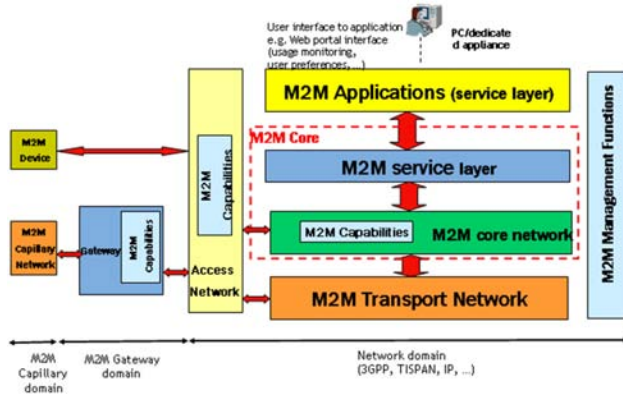 User interface to application
e.g. Web portal interface
(usage monitoring,
user preferences, ...)
PC/dedicate
d appliance
M2M Applications (service layer)
M2M Core
M2M service layer
M2M Capabilities
M2M core network
M2M Transport Network
M2M Management Functions
M2M
Device
M2M
Capillary
Network
Gateway
M2M
Capabilities
M2M
Capabilities
Access
Network
M2M
Capillary
domain
M2M Gateway
domain
Network domain
(3GPP, TISPAN, IP, ...)